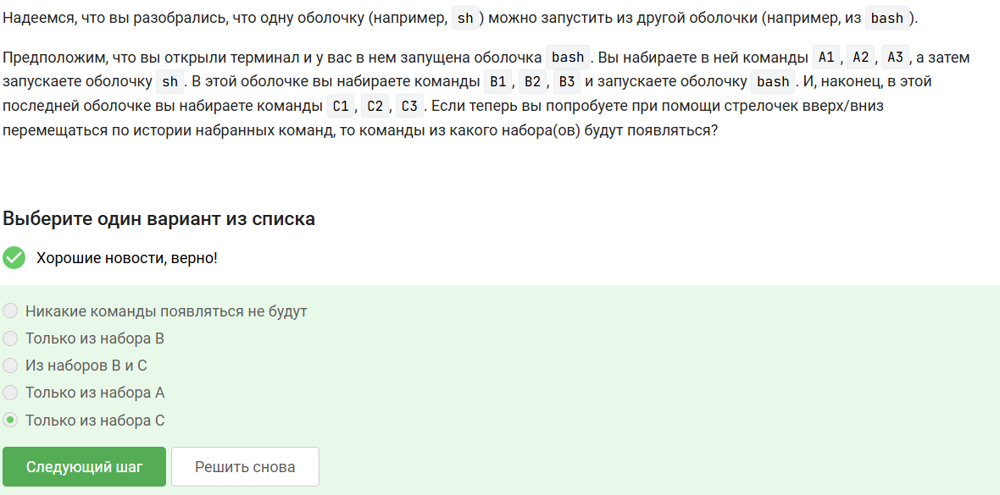 Надеемся, что вы разобрались, что одну оболочку (например, sh) можно запустить из другой оболочки (например, из bash).
Предположим, что вы открыли терминал и у вас в нем запущена оболочка bash. Вы набираете в ней команды A1, A2, A3, а затем
запускаете оболочку sh. В этой оболочке вы набираете команды B1, B2, B3 и запускаете оболочку bash. И, наконец, в этой
последней оболочке вы набираете команды C1, C2, C3. Если теперь вы попробуете при помощи стрелочек вверх/вниз
перемещаться по истории набранных команд, то команды из какого набора(ов) будут появляться?
Выберите один вариант из списка
Хорошие новости, верно!
Никакие команды появляться не будут
Только из набора B
Из наборов B и C
Только из набора A
Только из набора C
Следующий шаг Решить снова